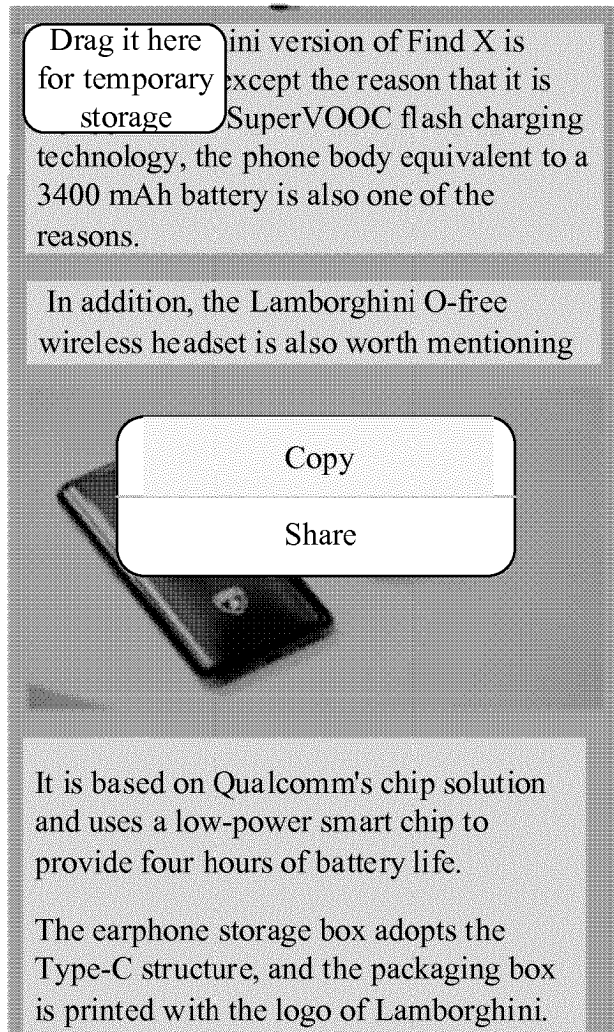 Drag it here
for temporary
storage
ini version of Find X is
except the reason that it is
SuperVOOC flash charging
technology, the phone body equivalent to a
3400 mAh battery is also one of the
reasons.
In addition, the Lamborghini O-free
wireless headset is also worth mentioning
Copy
Share
It is based on Qualcomm's chip solution
and uses a low-power smart chip to
provide four hours of battery life.
The earphone storage box adopts the
Type-C structure, and the packaging box
is printed with the logo of Lamborghini.